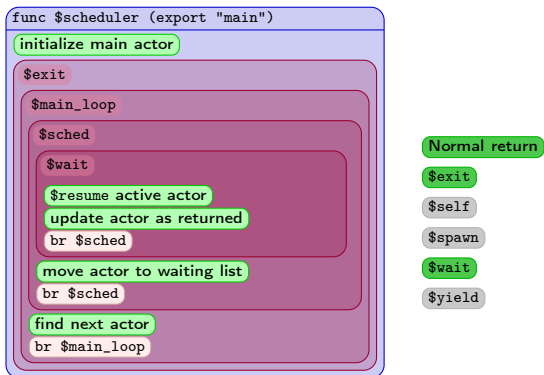 func $scheduler (export "main")
initialize main actor
$exit
$main_loop
$sched
$wait
$resume active actor
update actor as returned
br $sched
move actor to waiting list
br $sched
find next actor
br $main_loop
Normal return
$exit
$self
$spawn
$wait
$yield